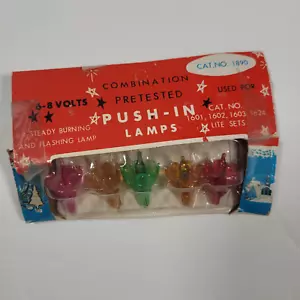 CAT. NO. 1890
COMBINATION
6-8 VOLTS
PRETESTED
USED FOR
PUSH-IN
CAT. NO.
1601, 1602, 1603, 1624
STEADY BURNING
LAMPS
LITE SETS
AND FLASHING LAMP